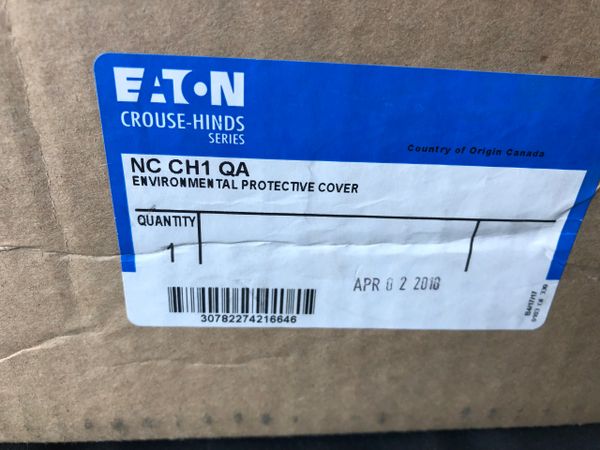 EATON
CROUSE-HINDS
SERIES
Country of Origin Canada
NC CH1 QA
ENVIRONMENTAL PROTECTIVE COVER
QUANTITY
1
APR 0 2 2018
30782274216646